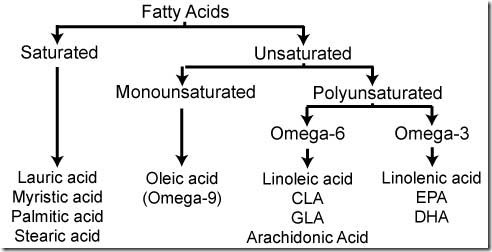 Fatty Acids
Saturated
Unsaturated
Monounsaturated
Polyunsaturated
Omega-6
Omega-3
Lauric acid
Myristic acid
Palmitic acid
Stearic acid
Oleic acid
(Omega-9)
Linoleic acid
CLA
GLA
Arachidonic Acid
Linolenic acid
EPA
DHA